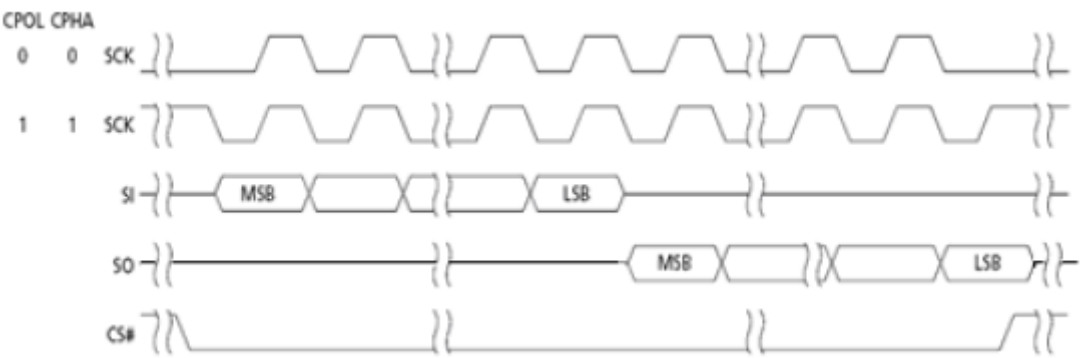 CPOL CPHA
0 0 SCK
1 1 SCK
SI MSB LSB
SO MSB LSB
CS#